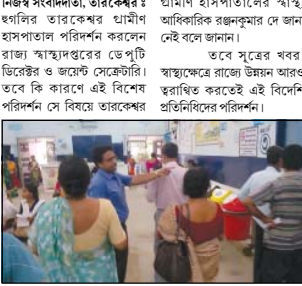 নিজস্ব সংবাদদাতা, তারকেশ্বর ঃ
হুগলির তারকেশ্বর গ্রামীণ
হাসপাতাল পরিদর্শন করলেন
রাজ্য স্বাস্থ্যদপ্তরের ডেপুটি
ডিরেক্টর ও জয়েন্ট সেক্রেটারি।
তবে কি কারণে এই বিশেষ
পরিদর্শন সে বিষয়ে তারকেশ্বর
গ্রামীণ হাসপাতালের স্বাস্থ্য
আধিকারিক রঞ্জনকুমার দে জানা
নেই বলে জানান।
তবে সূত্রের খবর
স্বাস্থ্যক্ষেত্রে রাজ্যে উন্নয়ন আরও
ত্বরাথিত করতেই এই বিদেশি
প্রতিনিধিদের পরিদর্শন।